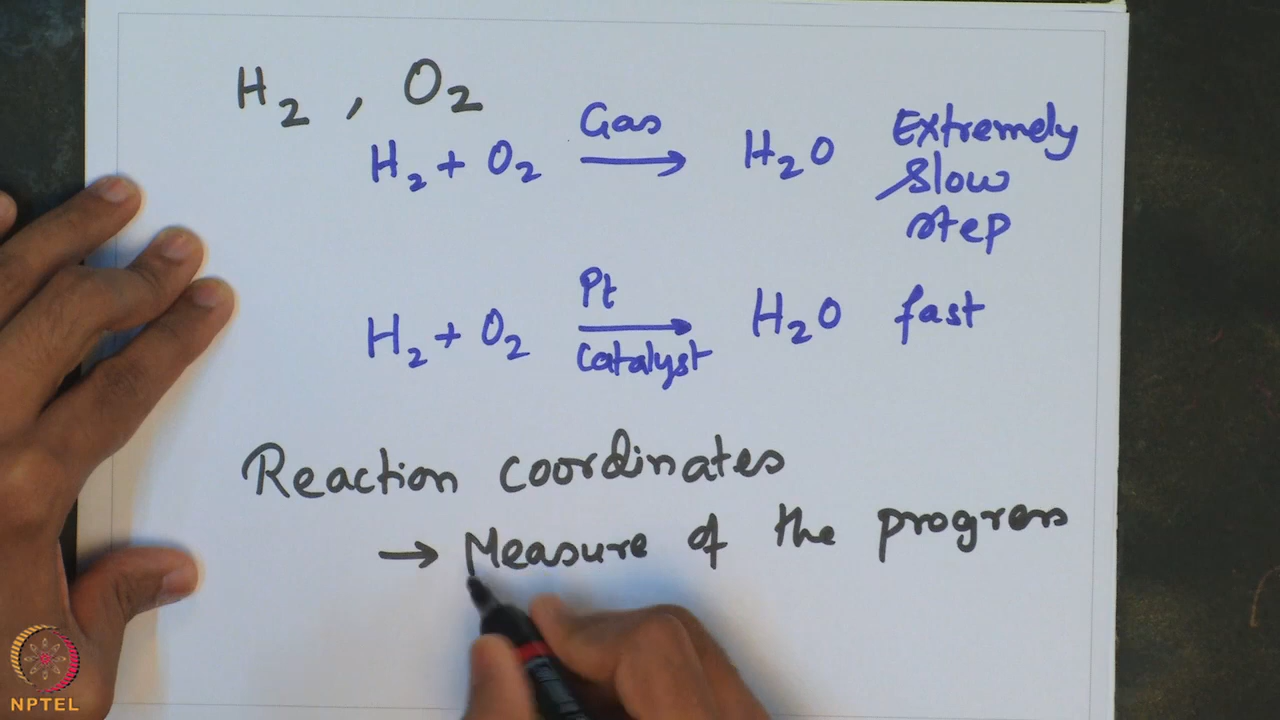 H₂ , O₂
H₂ + O₂ Gas → H₂O Extremely slow step
H₂ + O₂ Pt Catalyst → H₂O fast
Reaction coordinates
→ Measure of the progress
NPTEL